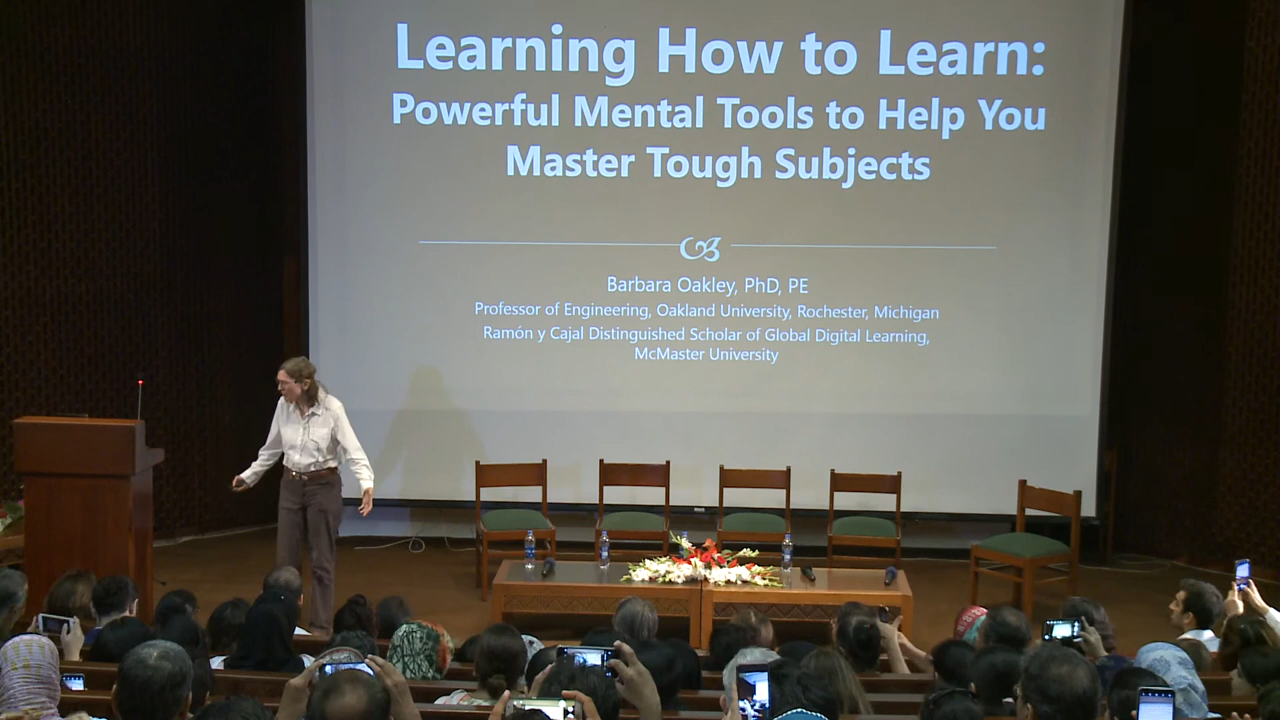 Learning How to Learn:
Powerful Mental Tools to Help You
Master Tough Subjects
Barbara Oakley, PhD, PE
Professor of Engineering, Oakland University, Rochester, Michigan
Ramón y Cajal Distinguished Scholar of Global Digital Learning,
McMaster University